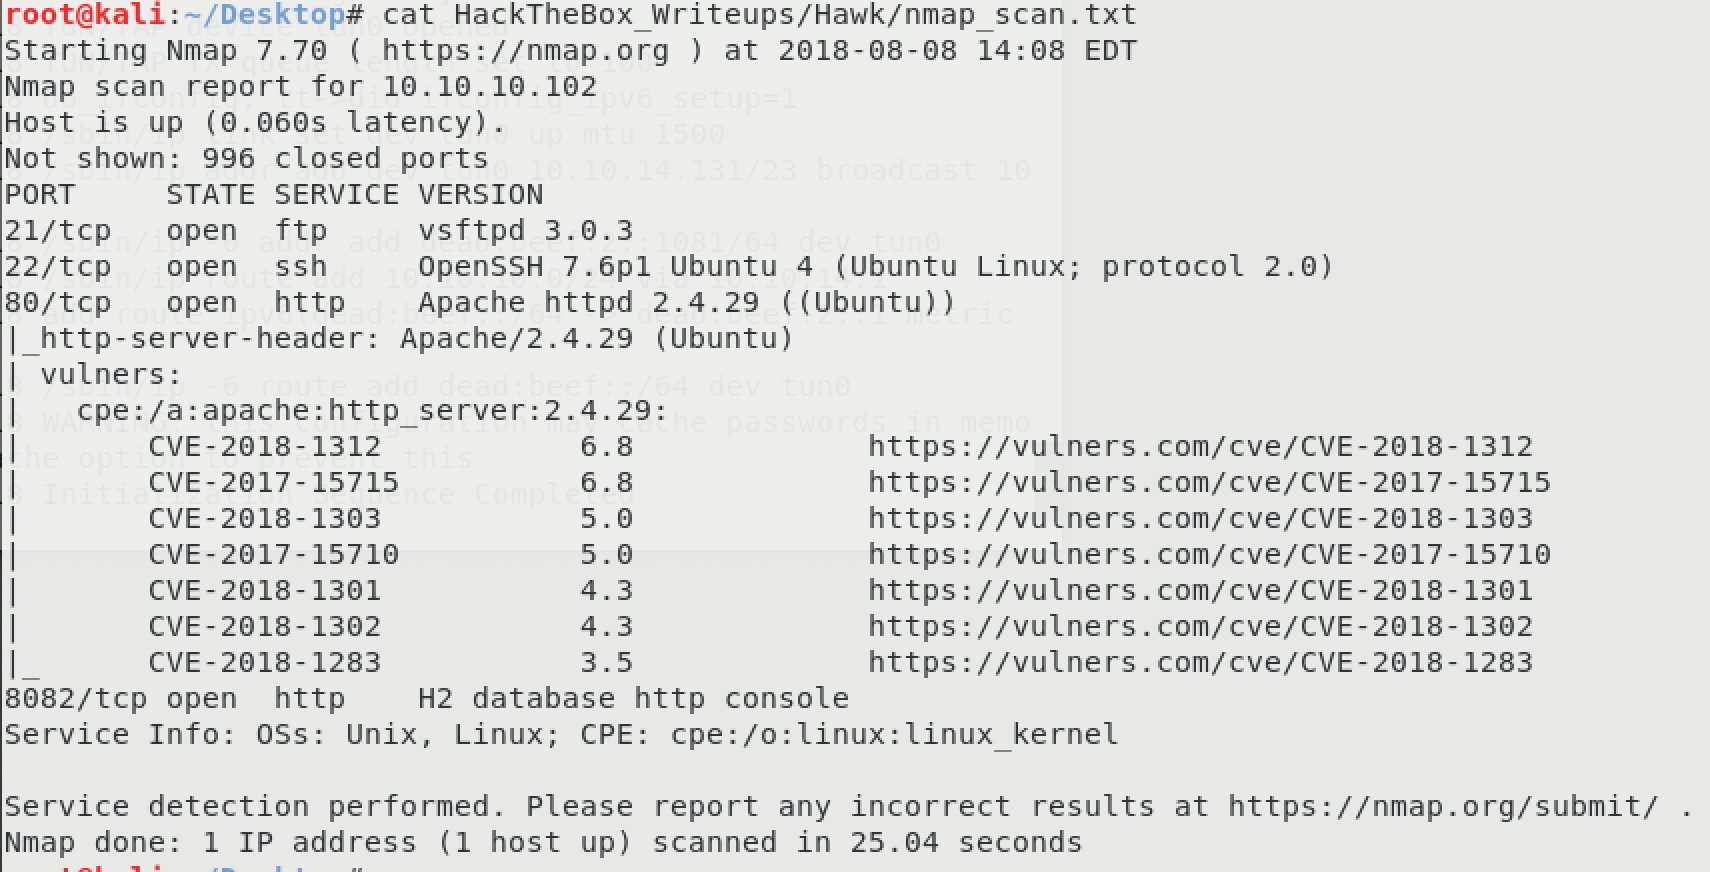 root@kali:~/Desktop# cat HackTheBox_Writeups/Hawk/nmap_scan.txt
Starting Nmap 7.70 ( https://nmap.org ) at 2018-08-08 14:08 EDT
Nmap scan report for 10.10.10.102
Host is up (0.060s latency).
Not shown: 996 closed ports
PORT     STATE SERVICE VERSION
21/tcp   open  ftp     vsftpd 3.0.3
22/tcp   open  ssh     OpenSSH 7.6p1 Ubuntu 4 (Ubuntu Linux; protocol 2.0)
80/tcp   open  http    Apache httpd 2.4.29 ((Ubuntu))
|_http-server-header: Apache/2.4.29 (Ubuntu)
| vulners:
|   cpe:/a:apache:http_server:2.4.29:
|       CVE-2018-1312           6.8             https://vulners.com/cve/CVE-2018-1312
|       CVE-2017-15715          6.8             https://vulners.com/cve/CVE-2017-15715
|       CVE-2018-1303           5.0             https://vulners.com/cve/CVE-2018-1303
|       CVE-2017-15710          5.0             https://vulners.com/cve/CVE-2017-15710
|       CVE-2018-1301           4.3             https://vulners.com/cve/CVE-2018-1301
|       CVE-2018-1302           4.3             https://vulners.com/cve/CVE-2018-1302
|_      CVE-2018-1283           3.5             https://vulners.com/cve/CVE-2018-1283
8082/tcp open  http    H2 database http console
Service Info: OSs: Unix, Linux; CPE: cpe:/o:linux:linux_kernel
Service detection performed. Please report any incorrect results at https://nmap.org/submit/ .
Nmap done: 1 IP address (1 host up) scanned in 25.04 seconds